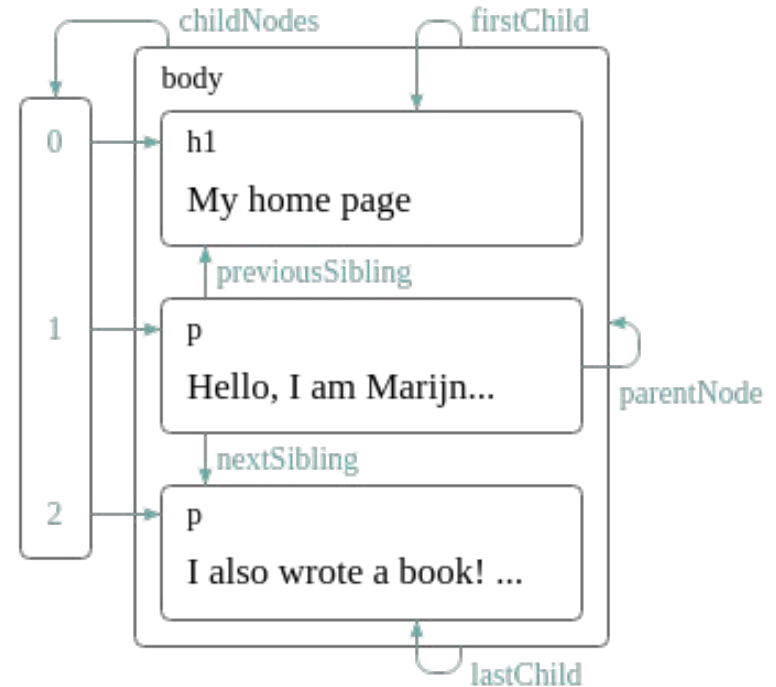 childNodes
firstChild
body
0
h1
My home page
previousSibling
1
p
Hello, I am Marijn...
parentNode
nextSibling
2
p
I also wrote a book! ...
lastChild